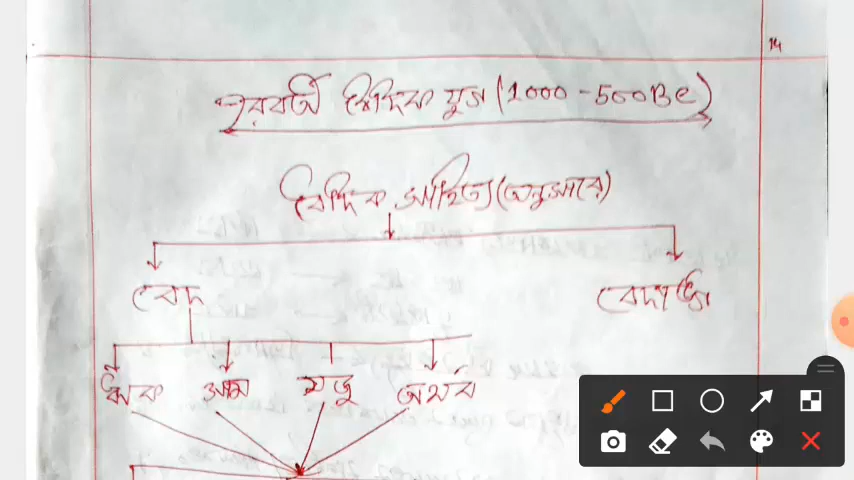 14
পরবর্তী বৈদিক যুগ (1000 - 500 BC)
বৈদিক সাহিত্য (অনুসারে)
বেদ বেদাঙ্গ
ঋক সাম যজু অথর্ব